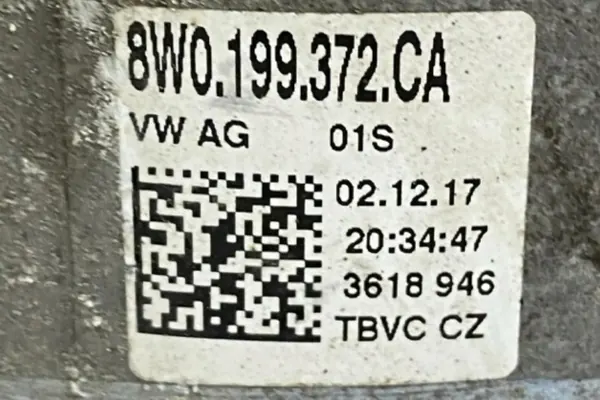 8W0.199.372.CA
VW AG 01S
02.12.17
20:34:47
3618 946
TBVC CZ